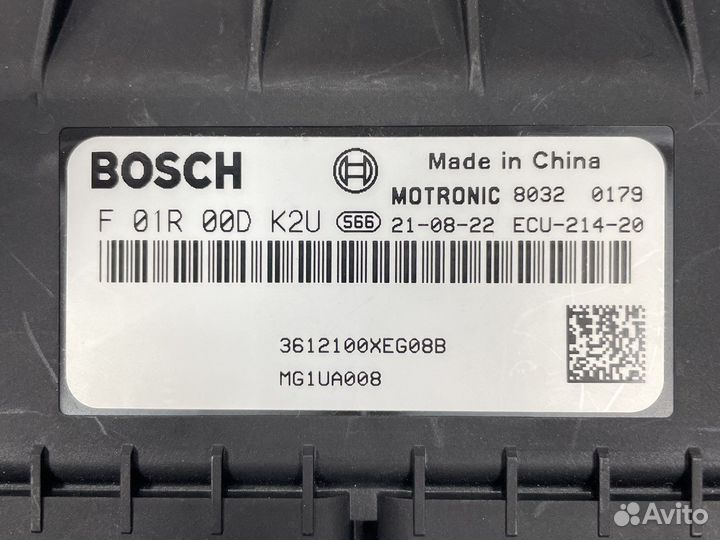 BOSCH
Made in China
MOTRONIC 8032 0179
F 01R 00D K2U 566 21-08-22 ECU-214-20
3612100XEG08B
MG1UA008
Avito